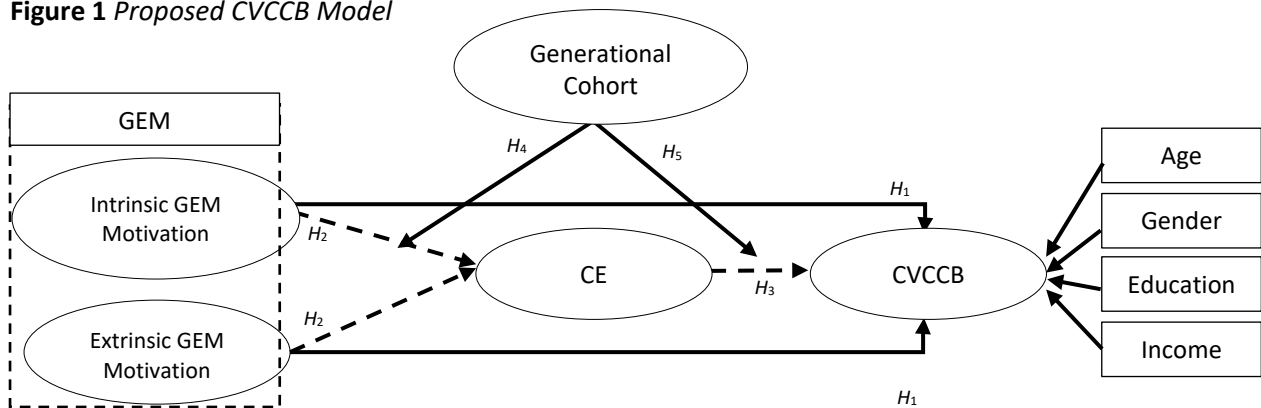 Figure 1 Proposed CVCCB Model
Generational
Cohort
GEM
H4
H5
Age
Intrinsic GEM
Motivation
H1
H2
Gender
CE
CVCCB
H3
Education
H2
Extrinsic GEM
Motivation
Income
H1